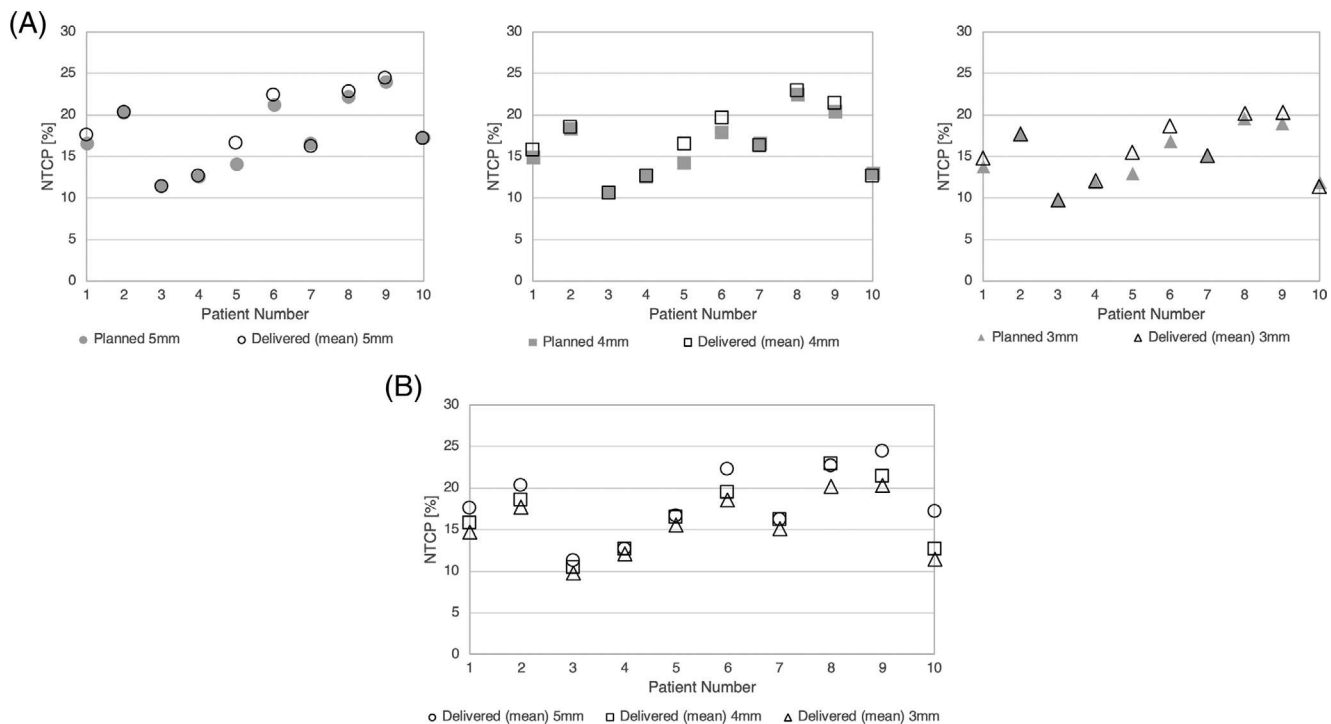 (A)
30
25
20
15
10
5
0
NTCP [%]
1 2 3 4 5 6 7 8 9 10
Patient Number
Planned 5mm Delivered (mean) 5mm
30
25
20
15
10
5
0
NTCP [%]
1 2 3 4 5 6 7 8 9 10
Patient Number
Planned 4mm Delivered (mean) 4mm
30
25
20
15
10
5
0
NTCP [%]
1 2 3 4 5 6 7 8 9 10
Patient Number
Planned 3mm Delivered (mean) 3mm
(B)
30
25
20
15
10
5
0
NTCP [%]
1 2 3 4 5 6 7 8 9 10
Patient Number
Delivered (mean) 5mm Delivered (mean) 4mm Delivered (mean) 3mm